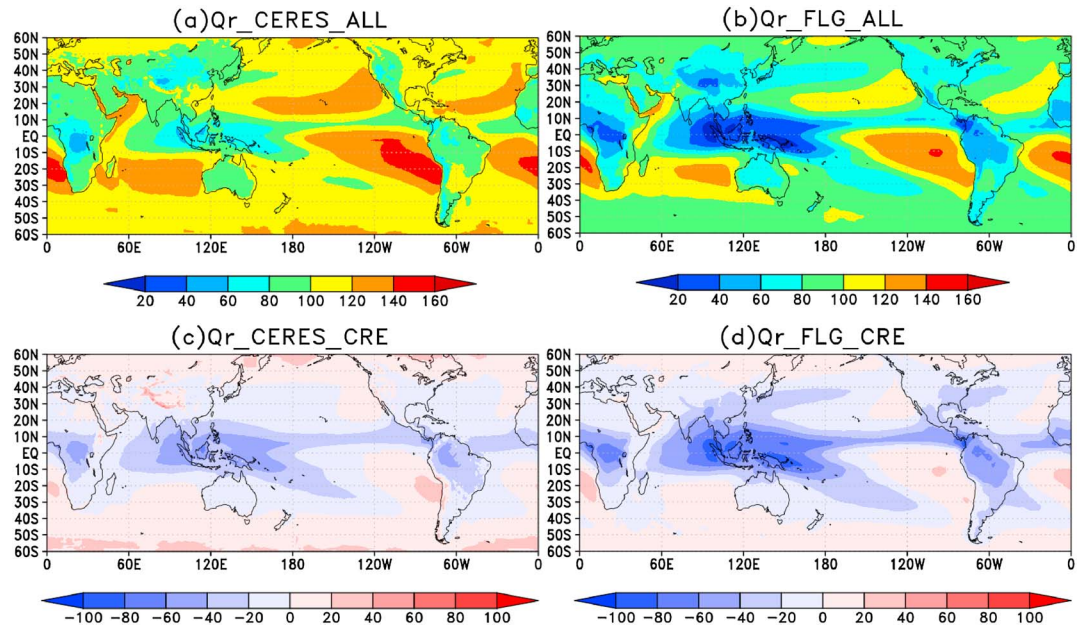 (a)Qr_CERES_ALL
60N
50N
40N
30N
20N
10N
EQ
10S
20S
30S
40S
50S
60S
0 60E 120E 180 120W 60W 0
20 40 60 80 100 120 140 160
(b)Qr_FLG_ALL
60N
50N
40N
30N
20N
10N
EQ
10S
20S
30S
40S
50S
60S
0 60E 120E 180 120W 60W 0
20 40 60 80 100 120 140 160
(c)Qr_CERES_CRE
60N
50N
40N
30N
20N
10N
EQ
10S
20S
30S
40S
50S
60S
0 60E 120E 180 120W 60W 0
−100 −80 −60 −40 −20 0 20 40 60 80 100
(d)Qr_FLG_CRE
60N
50N
40N
30N
20N
10N
EQ
10S
20S
30S
40S
50S
60S
0 60E 120E 180 120W 60W 0
−100 −80 −60 −40 −20 0 20 40 60 80 100